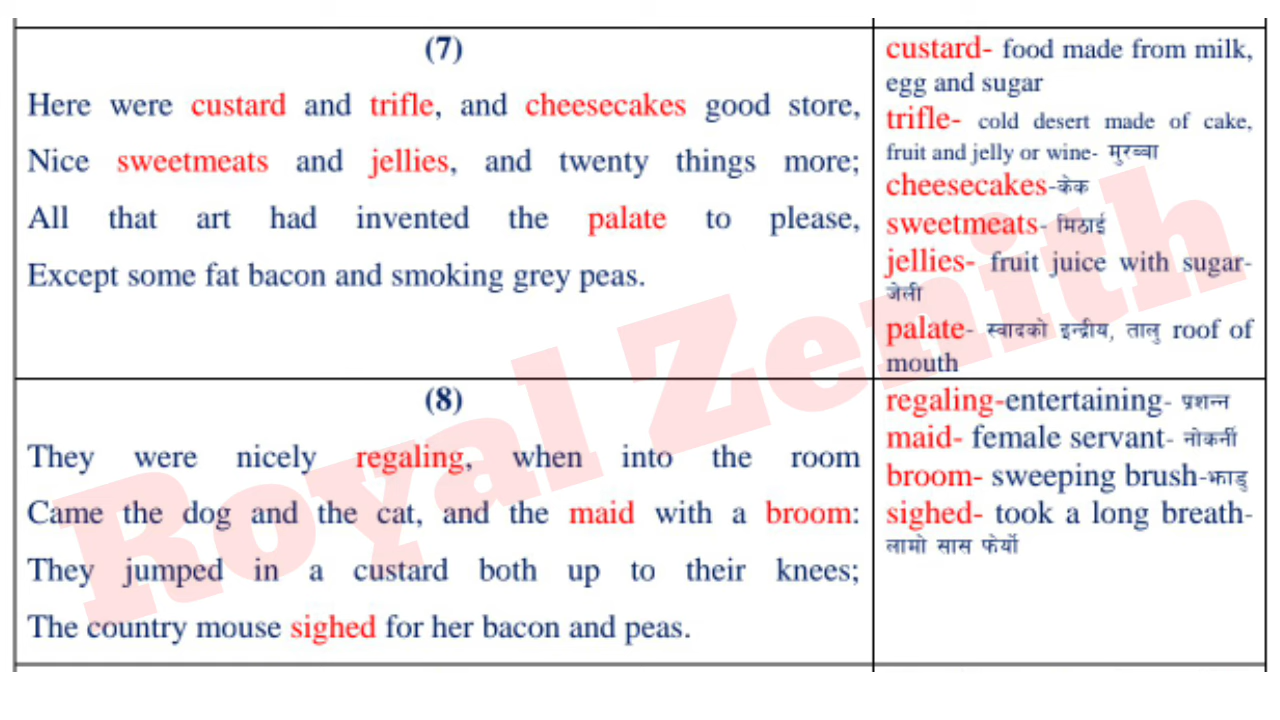 (7)
Here were custard and trifle, and cheesecakes good store,
Nice sweetmeats and jellies, and twenty things more;
All that art had invented the palate to please,
Except some fat bacon and smoking grey peas.
custard- food made from milk,
egg and sugar
trifle- cold desert made of cake,
fruit and jelly or wine- मुरब्बा
cheesecakes-केक
sweetmeats- मिठाई
jellies- fruit juice with sugar-
जेली
palate- स्वादको इन्द्रीय, तालु roof of
mouth
(8)
They were nicely regaling, when into the room
Came the dog and the cat, and the maid with a broom:
They jumped in a custard both up to their knees;
The country mouse sighed for her bacon and peas.
regaling-entertaining- प्रशन्न
maid- female servant- नोकर्नी
broom- sweeping brush-झाडु
sighed- took a long breath-
लामो सास फेर्यो
Royal Zenith